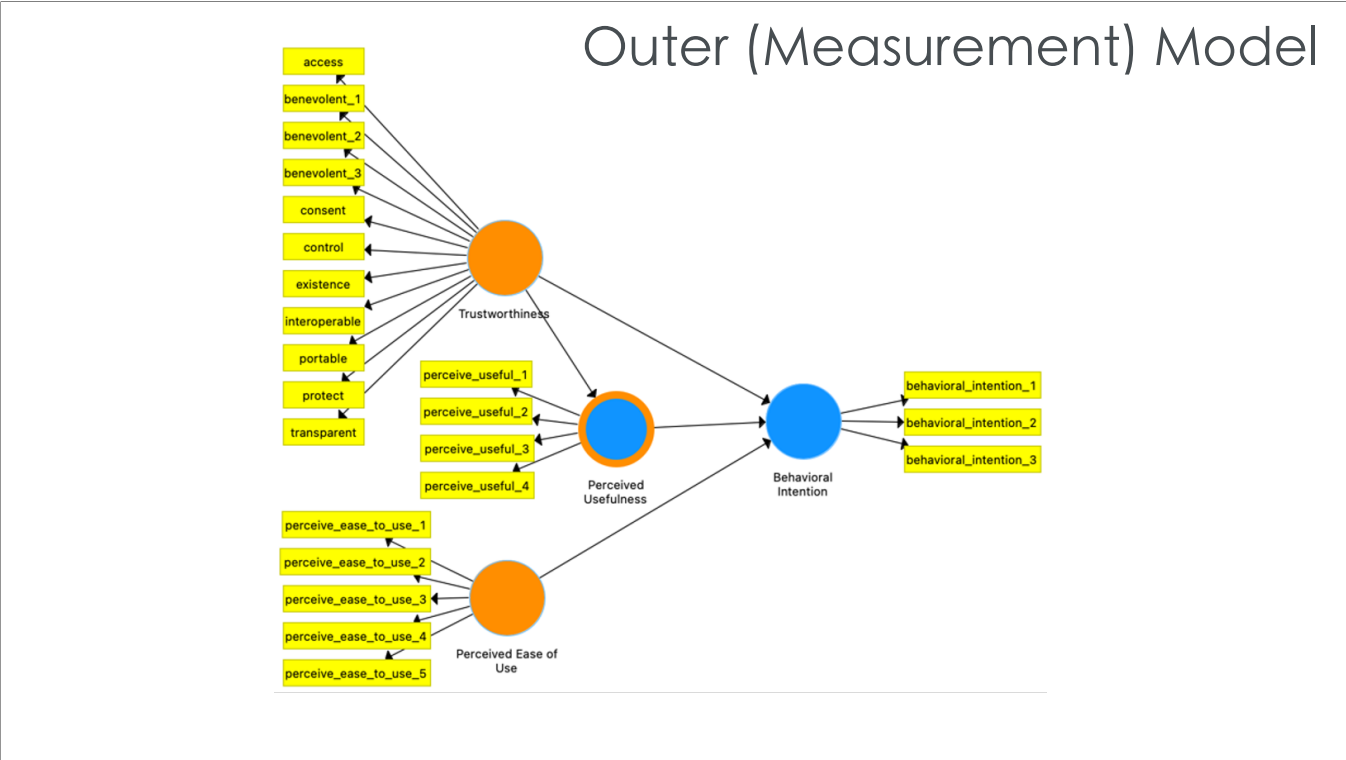 Outer (Measurement) Model
access
benevolent_1
benevolent_2
benevolent_3
consent
control
existence
interoperable
portable
protect
transparent
Trustworthiness
perceive_useful_1
perceive_useful_2
perceive_useful_3
perceive_useful_4
Perceived
Usefulness
behavioral_intention_1
behavioral_intention_2
behavioral_intention_3
Behavioral
Intention
perceive_ease_to_use_1
perceive_ease_to_use_2
perceive_ease_to_use_3
perceive_ease_to_use_4
perceive_ease_to_use_5
Perceived Ease of
Use